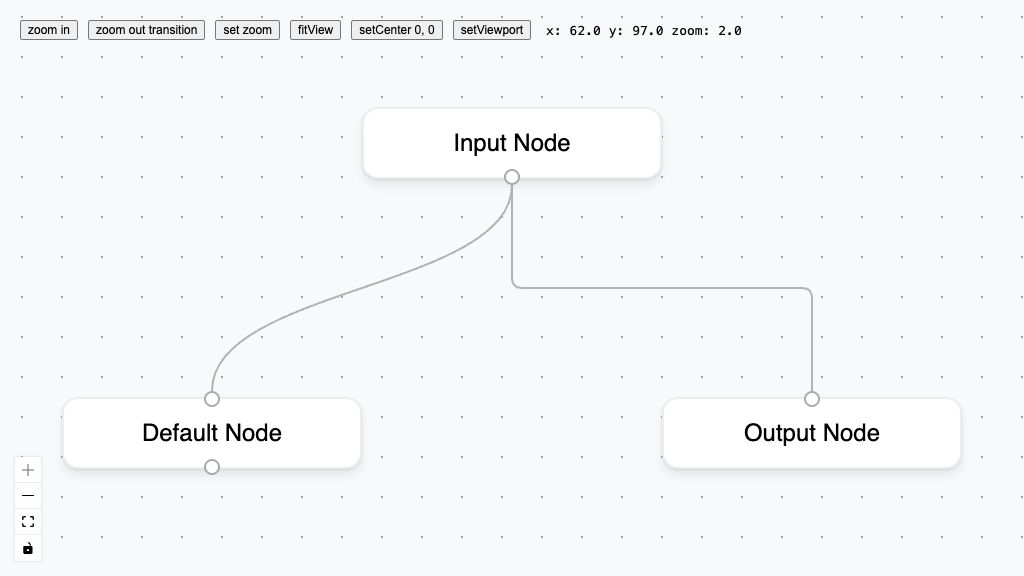 zoom in zoom out transition set zoom fitView setCenter 0, 0 setViewport x: 62.0 y: 97.0 zoom: 2.0
Input Node
Default Node Output Node